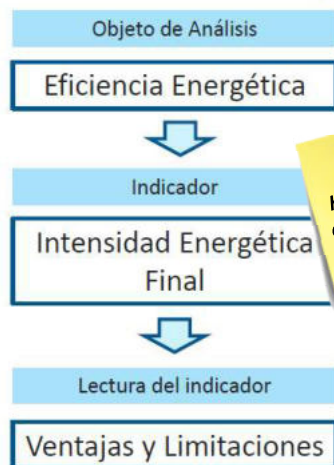 Objeto de Análisis
Eficiencia Energética
Indicador
Intensidad Energética
Final
Lectura del indicador
Ventajas y Limitaciones